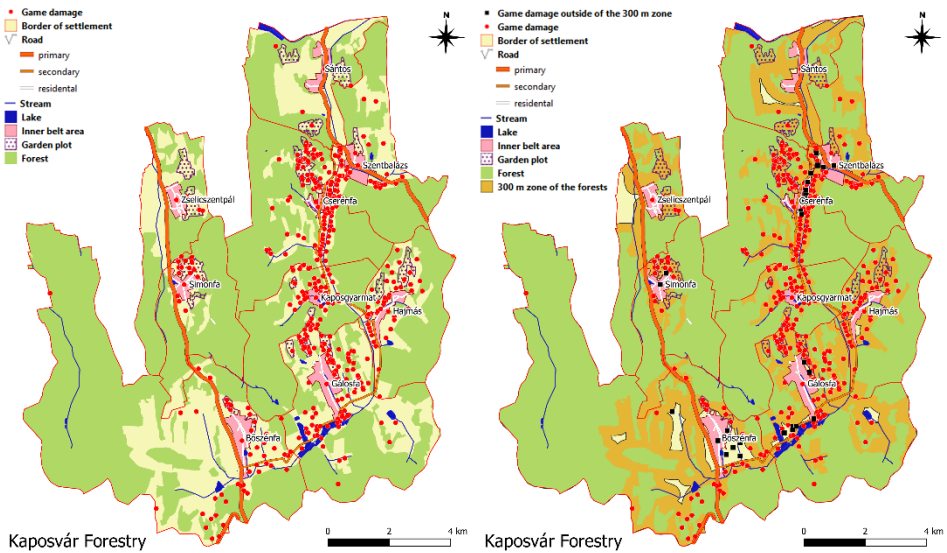 Game damage
Border of settlement
Road
primary
secondary
residental
Stream
Lake
Inner belt area
Garden plot
Forest
N
Sántos
Szentbalázs
Cserénfa
Zselicszentpál
Simonfa
Kaposgyarmat
Hajmás
Gálosfa
Bőszénfa
Kaposvár Forestry
0 2 4 km
Game damage outside of the 300 m zone
Game damage
Border of settlement
Road
primary
secondary
residental
Stream
Lake
Inner belt area
Garden plot
Forest
300 m zone of the forests
N
Sántos
Szentbalázs
Cserénfa
Zselicszentpál
Simonfa
Kaposgyarmat
Hajmás
Gálosfa
Bőszénfa
Kaposvár Forestry
0 2 4 km